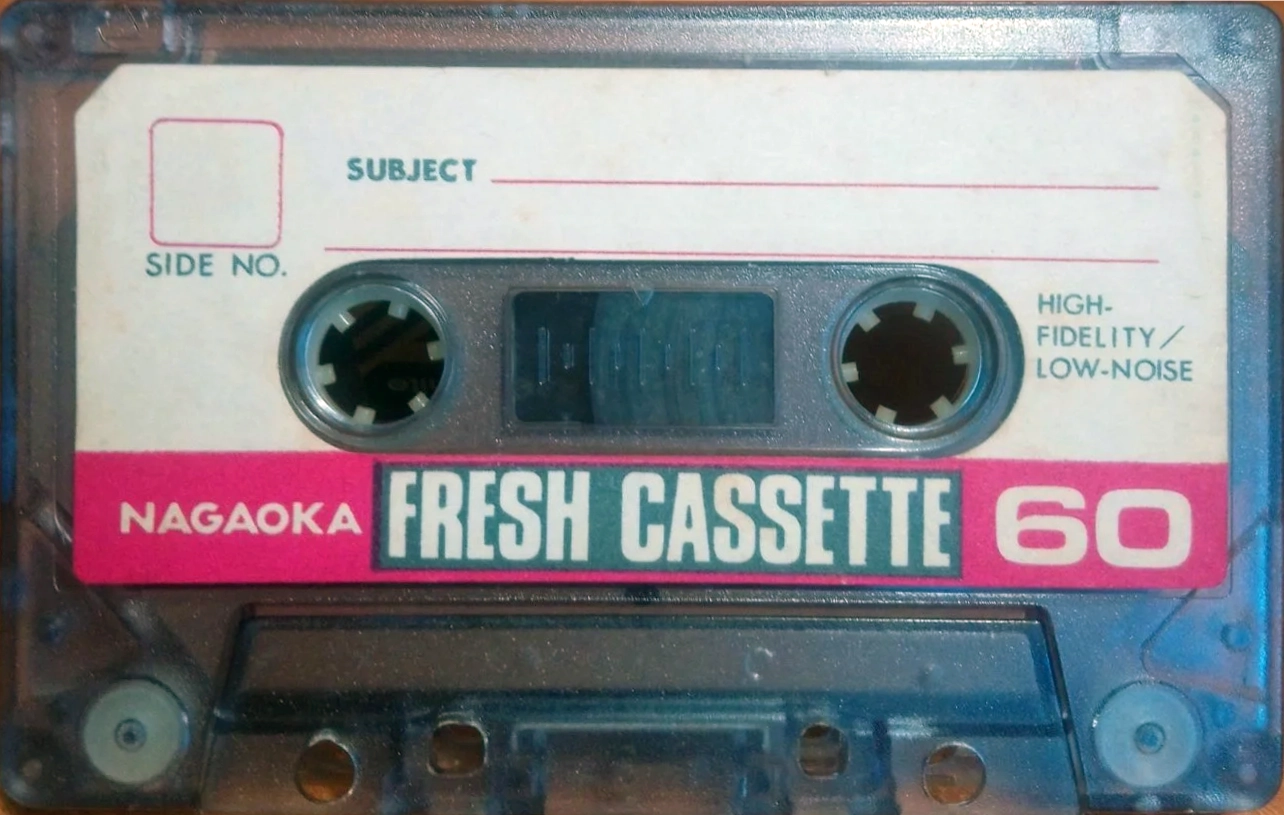 SUBJECT
SIDE NO.
HIGH-
FIDELITY/
LOW-NOISE
NAGAOKA FRESH CASSETTE 60